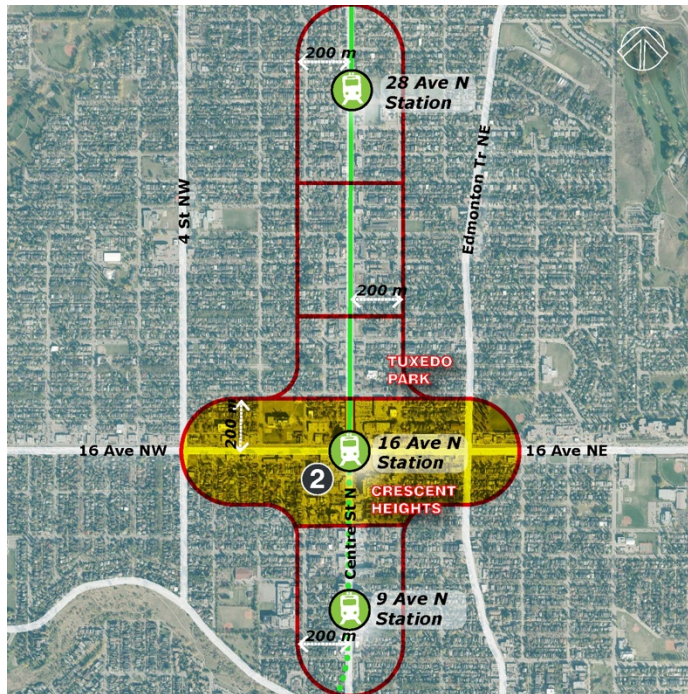 200 m
28 Ave N
Station
4 St NW
Edmonton Tr NE
200 m
TUXEDO
PARK
200 m
16 Ave NW
16 Ave N
Station
16 Ave NE
2
CRESCENT
HEIGHTS
Centre St N
9 Ave N
Station
200 m